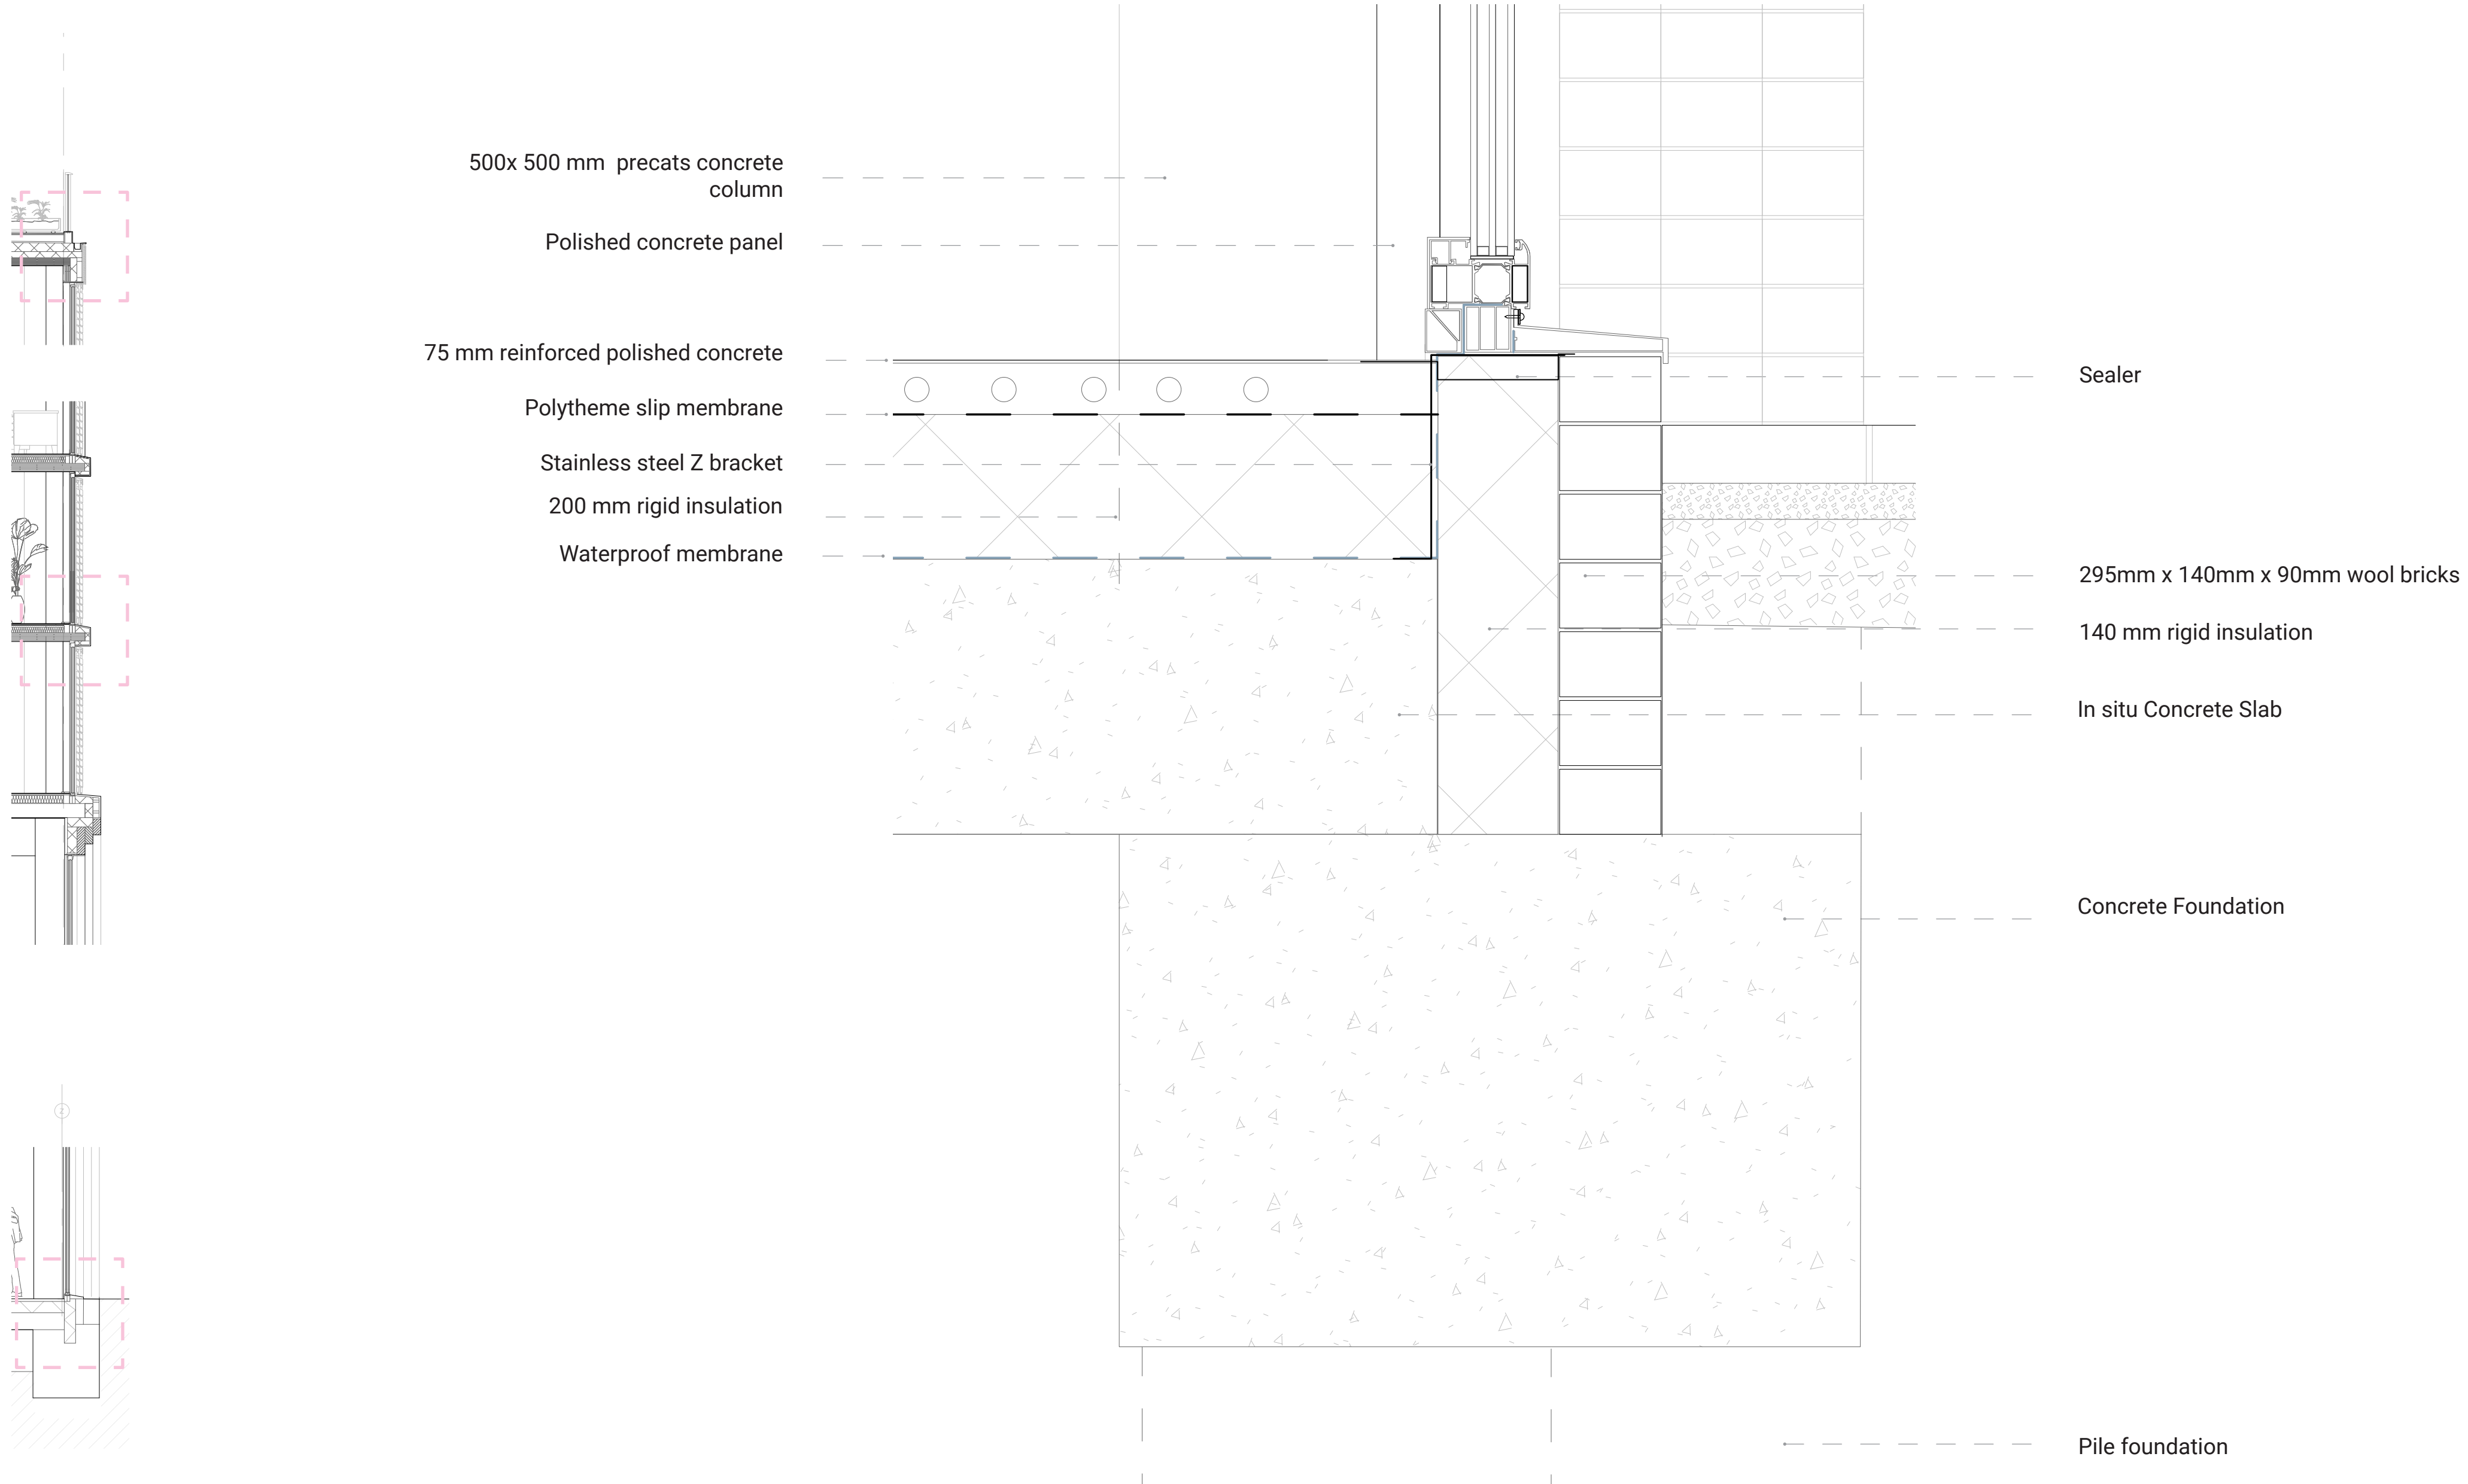 500x 500 mm  precats concrete
column
Polished concrete panel
75 mm reinforced polished concrete
Polytheme slip membrane
Stainless steel Z bracket
200 mm rigid insulation
Waterproof membrane
Sealer
295mm x 140mm x 90mm wool bricks
140 mm rigid insulation
In situ Concrete Slab
Concrete Foundation
Pile foundation
Z